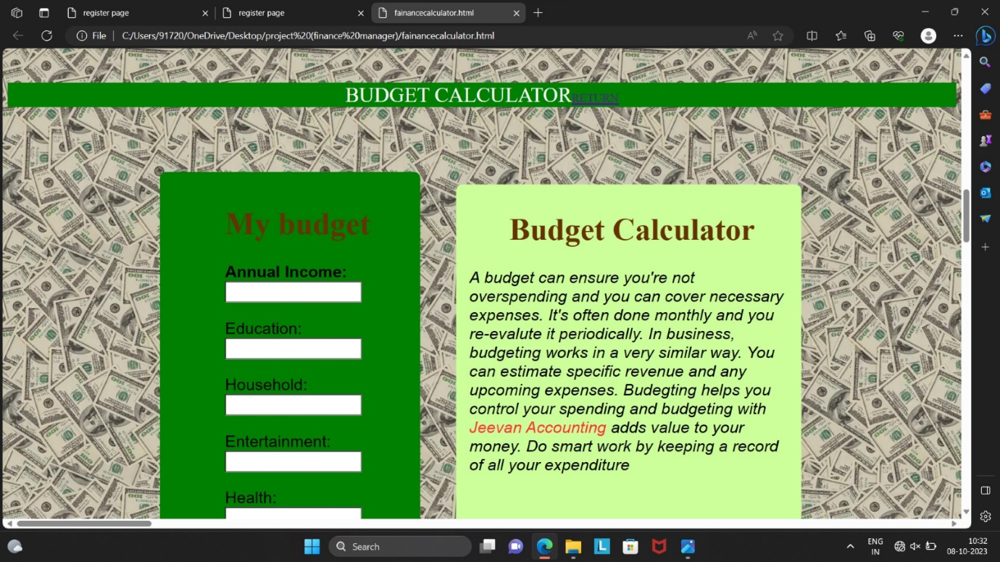 register page
register page
fainancecalculator.html
File
C:/Users/91720/OneDrive/Desktop/project%20(finance%20manager)/fainancecalculator.html
BUDGET CALCULATOR RETURN
My budget
Annual Income:
Education:
Household:
Entertainment:
Health:
Budget Calculator
A budget can ensure you're not
overspending and you can cover necessary
expenses. It's often done monthly and you
re-evalute it periodically. In business,
budgeting works in a very similar way. You
can estimate specific revenue and any
upcoming expenses. Budegting helps you
control your spending and budgeting with
Jeevan Accounting adds value to your
money. Do smart work by keeping a record
of all your expenditure
Search
ENG
IN
10:32
08-10-2023